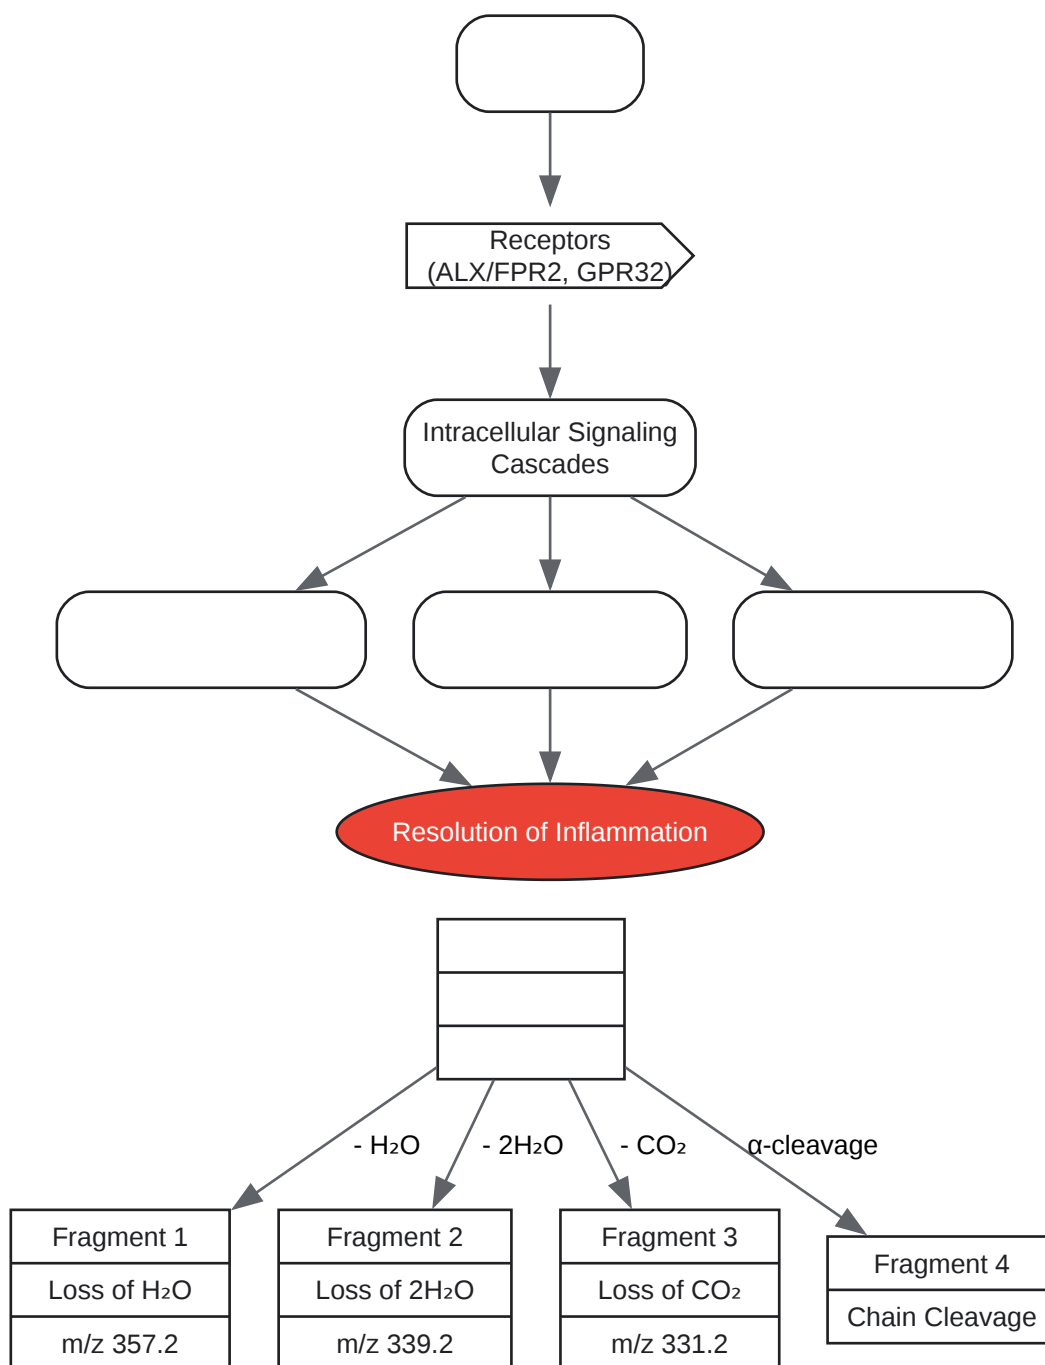 Receptors
(ALX/FPR2, GPR32)
Intracellular Signaling
Cascades
Resolution of Inflammation
- H₂O
- 2H₂O
- CO₂
α-cleavage
Fragment 1
Loss of H₂O
m/z 357.2
Fragment 2
Loss of 2H₂O
m/z 339.2
Fragment 3
Loss of CO₂
m/z 331.2
Fragment 4
Chain Cleavage